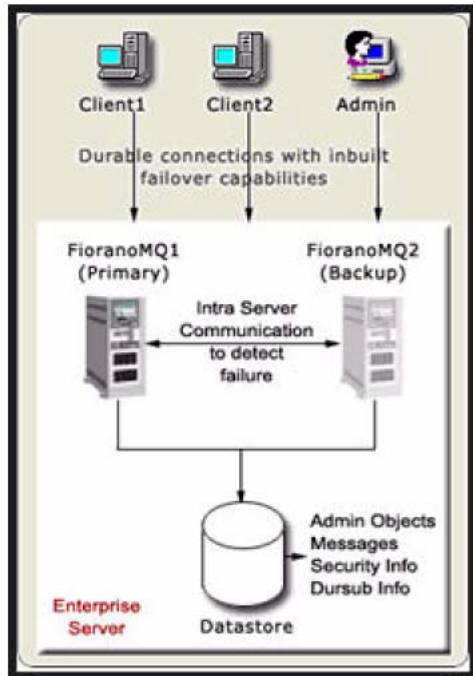 Client1
Client2
Admin
Durable connections with inbuilt
failover capabilities
FioranoMQ1
(Primary)
FioranoMQ2
(Backup)
Intra Server
Communication
to detect
failure
Admin Objects
Messages
Security Info
Dursub Info
Enterprise
Server
Datastore